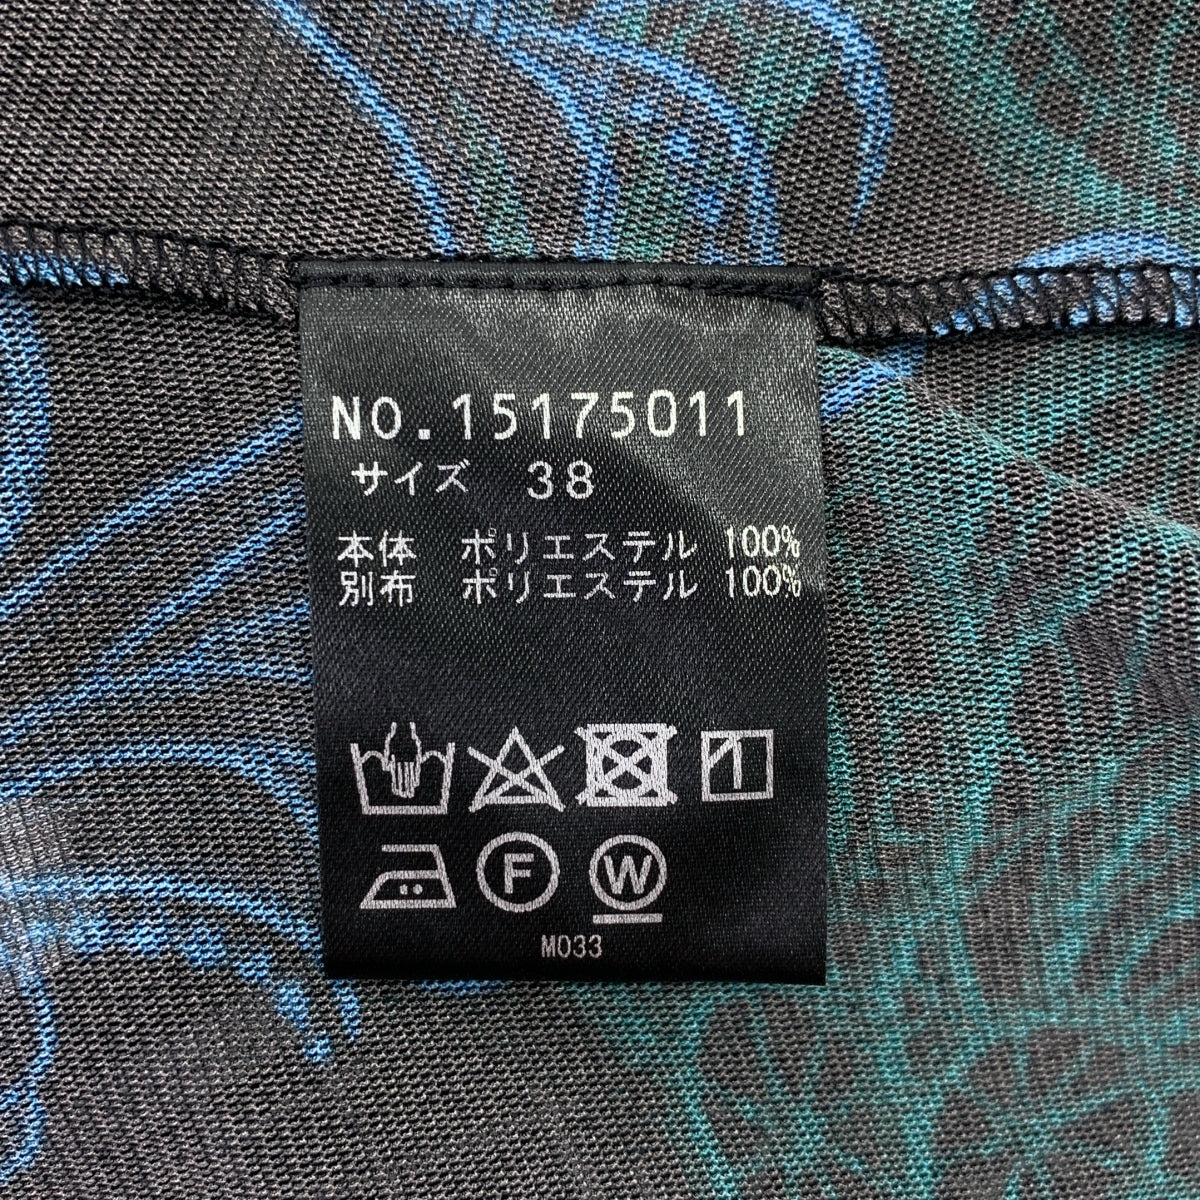 NO.15175011
サイズ 38
本体 ポリエステル 100%
別布 ポリエステル 100%
F W
M033